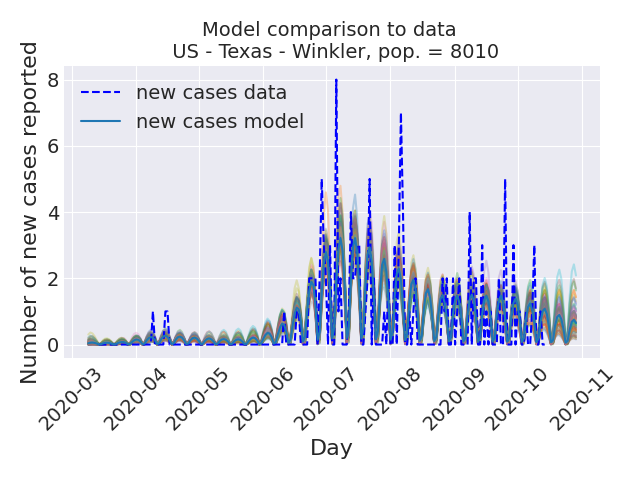 Model comparison to data
US - Texas - Winkler, pop. = 8010
Number of new cases reported
8
6
4
2
0
new cases data
new cases model
2020-03
2020-04
2020-05
2020-06
2020-07
2020-08
2020-09
2020-10
2020-11
Day